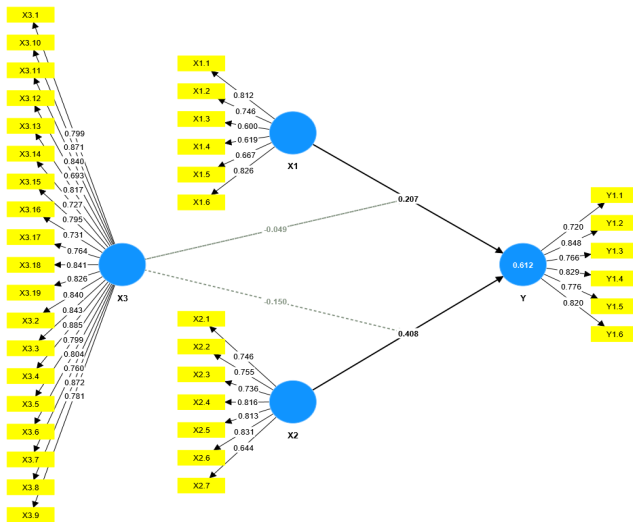 X3.1
X3.10
X3.11
X3.12
X3.13
X3.14
X3.15
X3.16
X3.17
X3.18
X3.19
X3.2
X3.3
X3.4
X3.5
X3.6
X3.7
X3.8
X3.9
0.799
0.871
0.840
0.693
0.817
0.727
0.795
0.731
0.764
0.841
0.826
0.840
0.843
0.885
0.799
0.804
0.760
0.872
0.781
X3
X1.1
X1.2
X1.3
X1.4
X1.5
X1.6
0.812
0.746
0.600
0.619
0.667
0.826
X1
-0.049
-0.150
0.207
0.408
X2.1
X2.2
X2.3
X2.4
X2.5
X2.6
X2.7
0.746
0.755
0.736
0.816
0.813
0.831
0.644
X2
0.612
Y
0.720
0.848
0.766
0.829
0.776
0.820
Y1.1
Y1.2
Y1.3
Y1.4
Y1.5
Y1.6